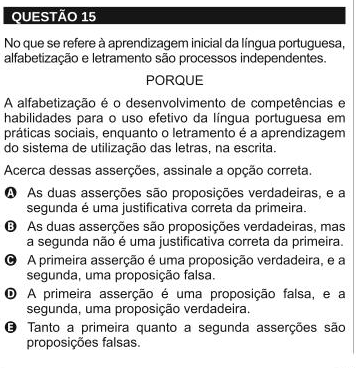 QUESTÃO 15
No que se refere à aprendizagem inicial da língua portuguesa,
alfabetização e letramento são processos independentes.
PORQUE
A alfabetização é o desenvolvimento de competências e
habilidades para o uso efetivo da língua portuguesa em
práticas sociais, enquanto o letramento é a aprendizagem
do sistema de utilização das letras, na escrita.
Acerca dessas asserções, assinale a opção correta.
A As duas asserções são proposições verdadeiras, e a
segunda é uma justificativa correta da primeira.
B As duas asserções são proposições verdadeiras, mas
a segunda não é uma justificativa correta da primeira.
C A primeira asserção é uma proposição verdadeira, e a
segunda, uma proposição falsa.
D A primeira asserção é uma proposição falsa, e a
segunda, uma proposição verdadeira.
E Tanto a primeira quanto a segunda asserções são
proposições falsas.